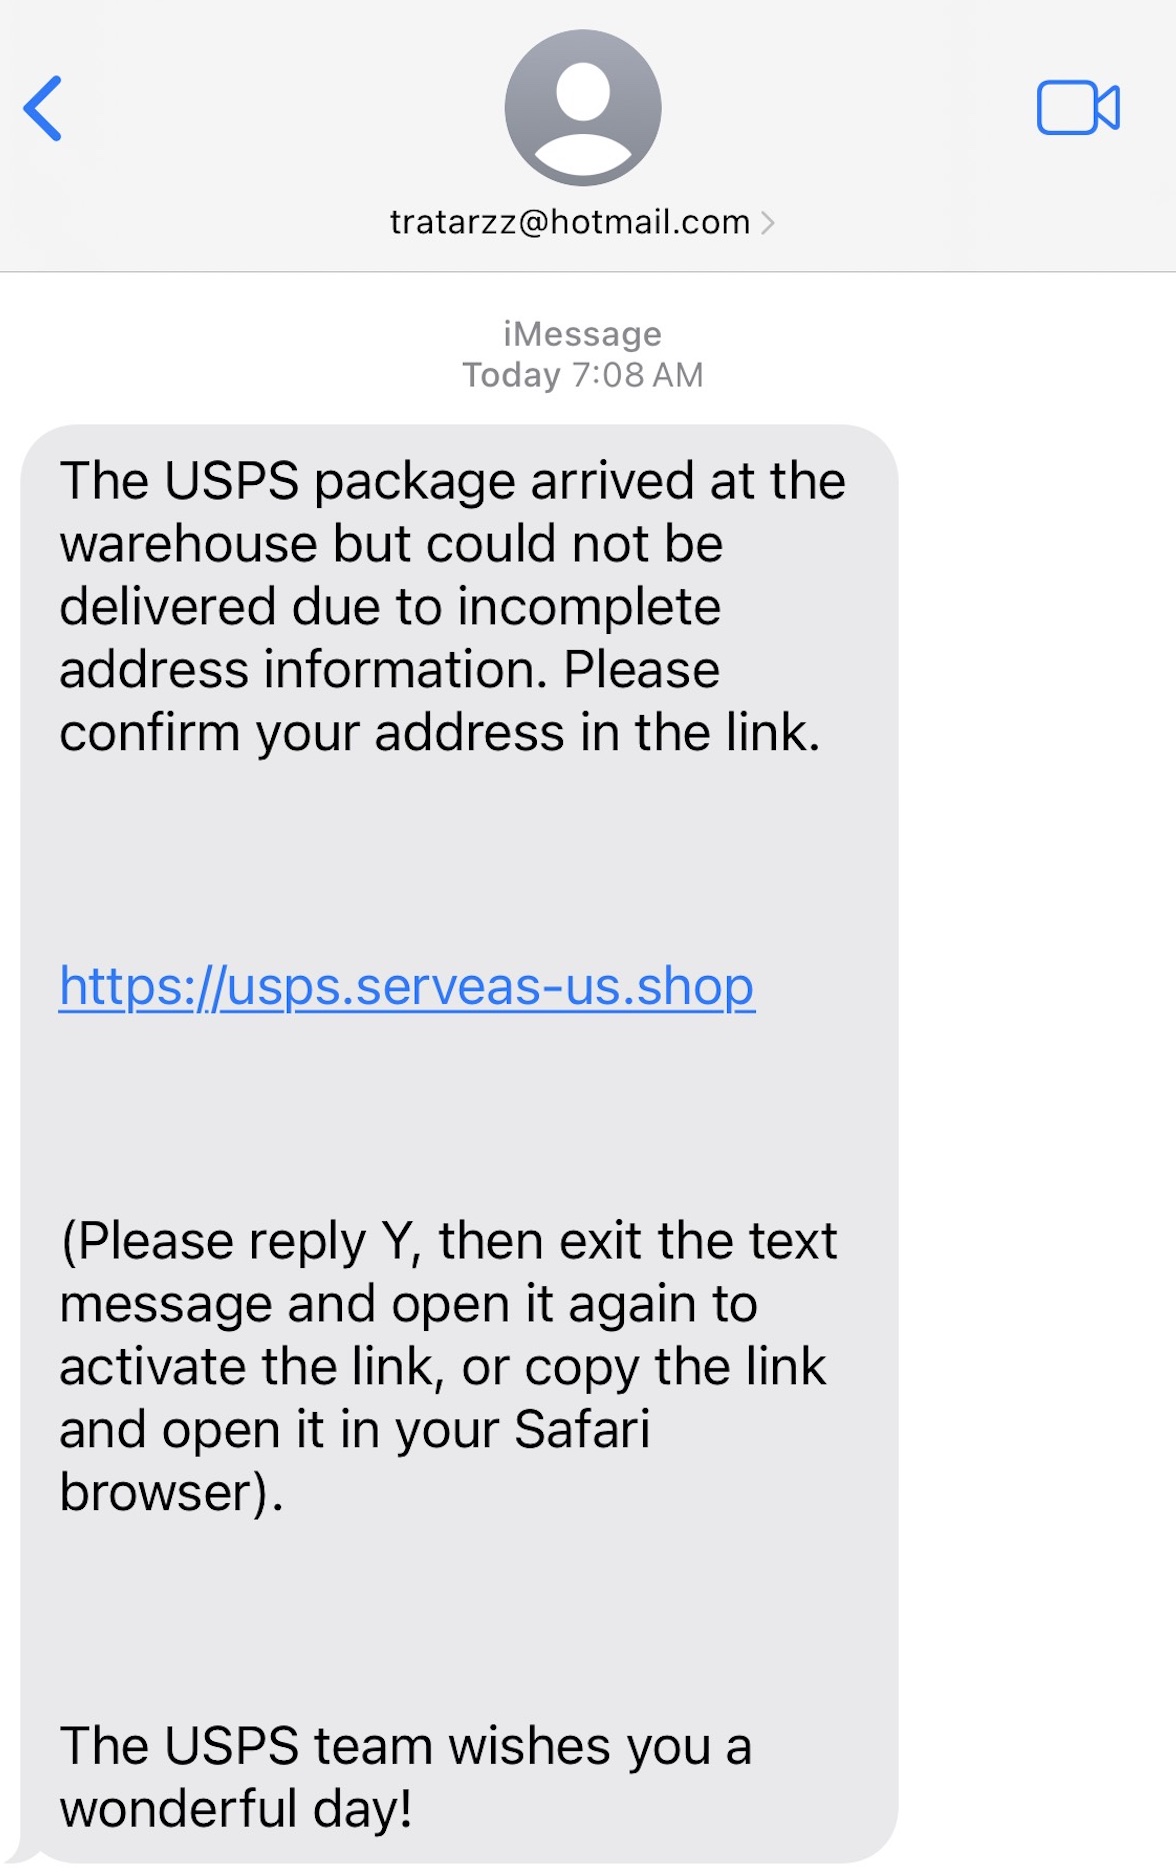 tratarzz@hotmail.com
iMessage
Today 7:08 AM
The USPS package arrived at the
warehouse but could not be
delivered due to incomplete
address information. Please
confirm your address in the link.
https://usps.serveas-us.shop
(Please reply Y, then exit the text
message and open it again to
activate the link, or copy the link
and open it in your Safari
browser).
The USPS team wishes you a
wonderful day!